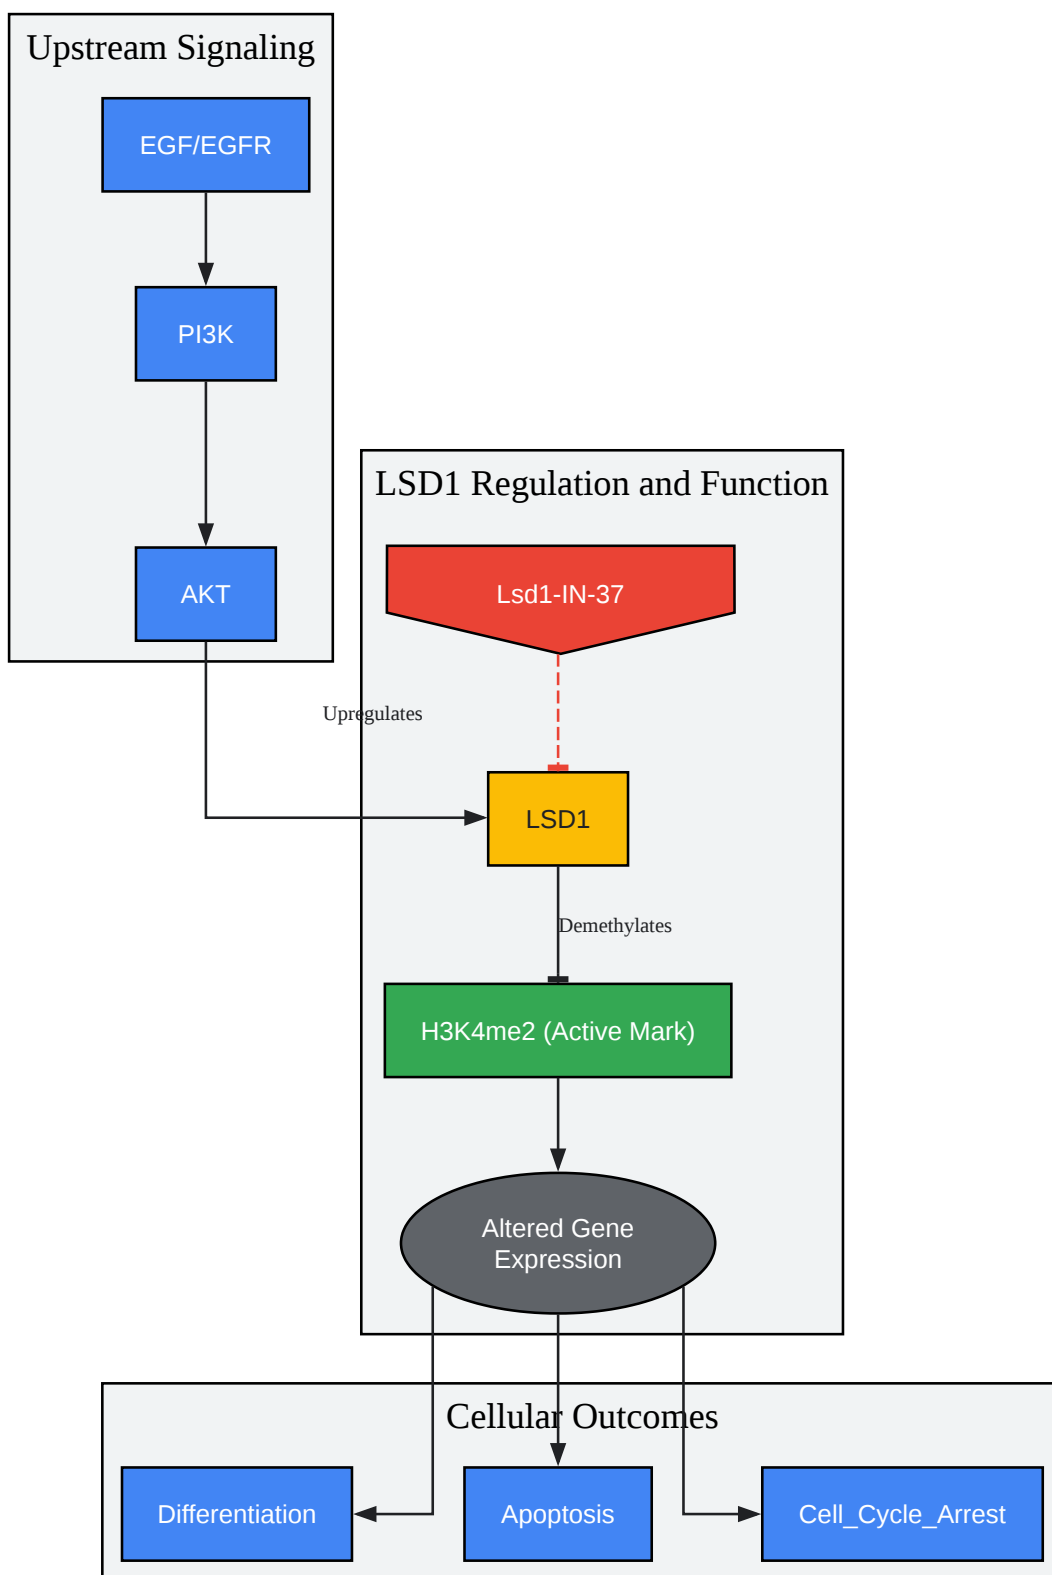 Upstream Signaling
EGF/EGFR
PI3K
AKT
LSD1 Regulation and Function
Lsd1-IN-37
Upregulates
LSD1
Demethylates
H3K4me2 (Active Mark)
Altered Gene
Expression
Cellular Outcomes
Differentiation
Apoptosis
Cell_Cycle_Arrest